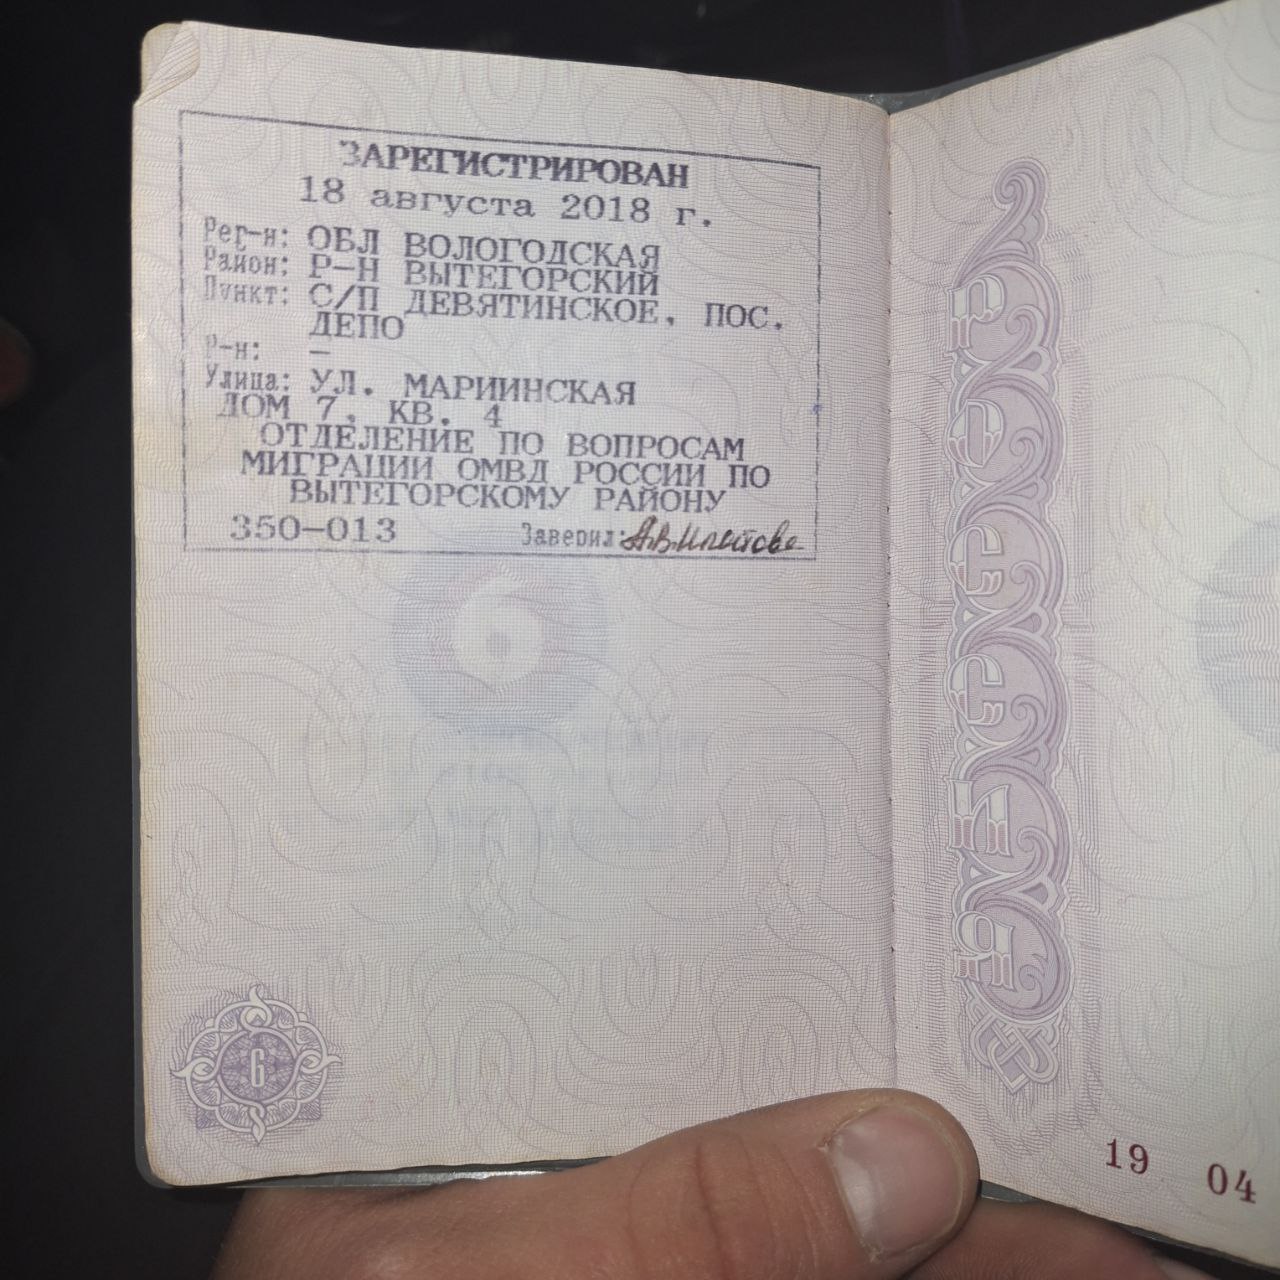 ЗАРЕГИСТРИРОВАН
18 августа 2018 г.
Рег-н: ОБЛ ВОЛОГОДСКАЯ
Район: Р-Н ВЫТЕГОРСКИЙ
Пункт: С/П ДЕВЯТИНСКОЕ, ПОС.
ДЕПО
Р-н: –
Улица: УЛ. МАРИИНСКАЯ
ДОМ 7, КВ. 4
ОТДЕЛЕНИЕ ПО ВОПРОСАМ
МИГРАЦИИ ОМВД РОССИИ ПО
ВЫТЕГОРСКОМУ РАЙОНУ
350-013 Заверил:
6
РОССИЯ
19 04